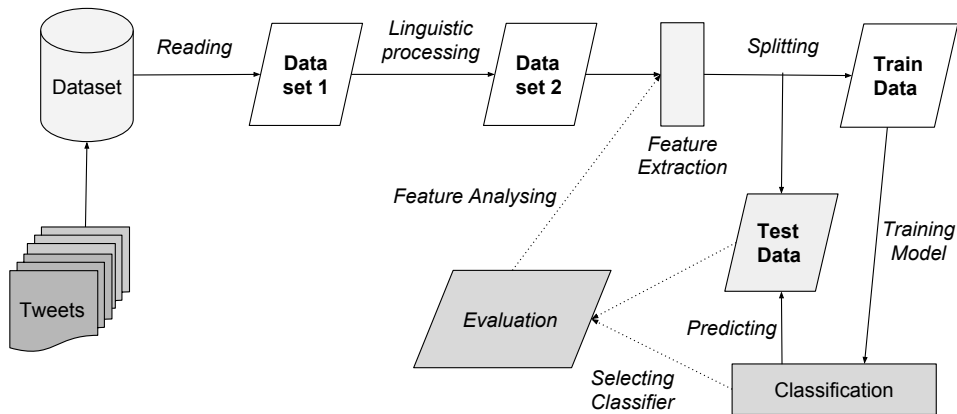 Reading
Linguistic
processing
Splitting
Dataset
Data
set 1
Data
set 2
Train
Data
Feature
Extraction
Feature Analysing
Test
Data
Training
Model
Tweets
Evaluation
Predicting
Selecting
Classifier
Classification